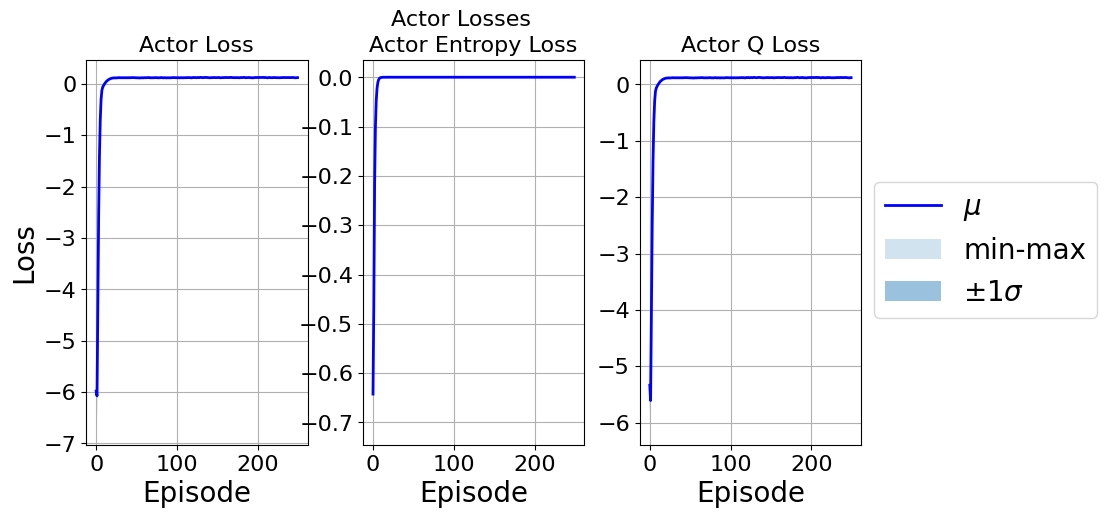 Actor Losses
Actor Loss
Actor Entropy Loss
Actor Q Loss
Loss
0
−1
−2
−3
−4
−5
−6
−7
0.0
−0.1
−0.2
−0.3
−0.4
−0.5
−0.6
−0.7
0
−1
−2
−3
−4
−5
−6
0 100 200
0 100 200
0 100 200
Episode
Episode
Episode
μ
min-max
±1σ